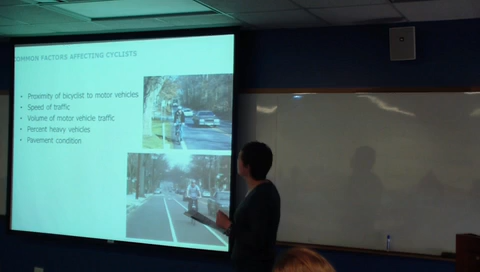 COMMON FACTORS AFFECTING CYCLISTS
• Proximity of bicyclist to motor vehicles
• Speed of traffic
• Volume of motor vehicle traffic
• Percent heavy vehicles
• Pavement condition